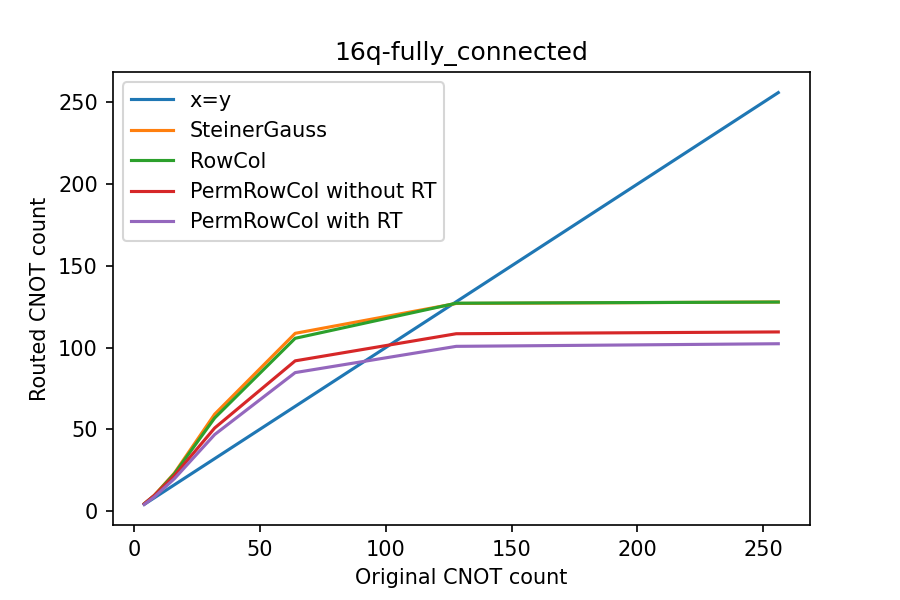 16q-fully_connected
x=y
SteinerGauss
RowCol
PermRowCol without RT
PermRowCol with RT
250
200
150
100
50
0
Routed CNOT count
0 50 100 150 200 250
Original CNOT count